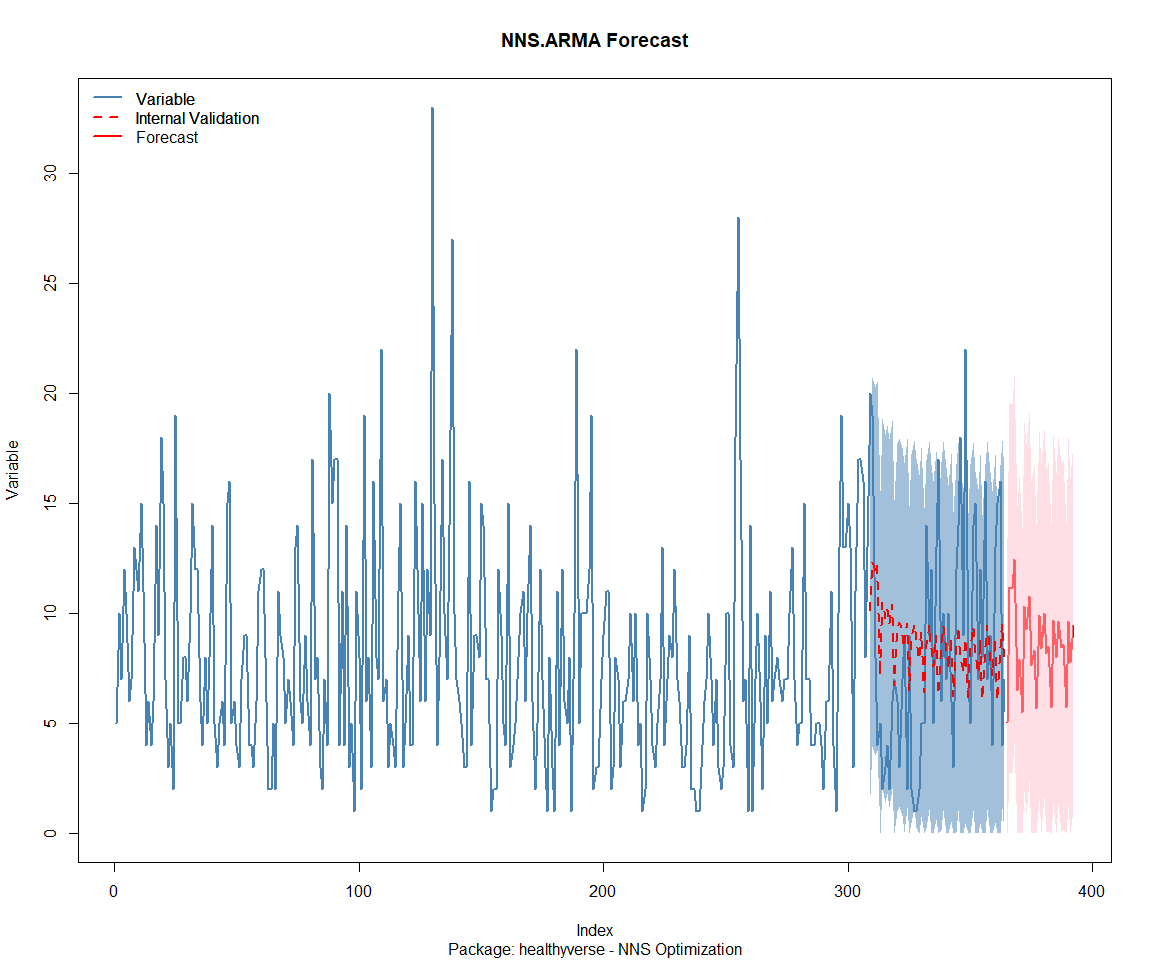 NNS.ARMA Forecast
Variable
Internal Validation
Forecast
Variable
30
25
20
15
10
5
0
0 100 200 300 400
Index
Package: healthyverse - NNS Optimization